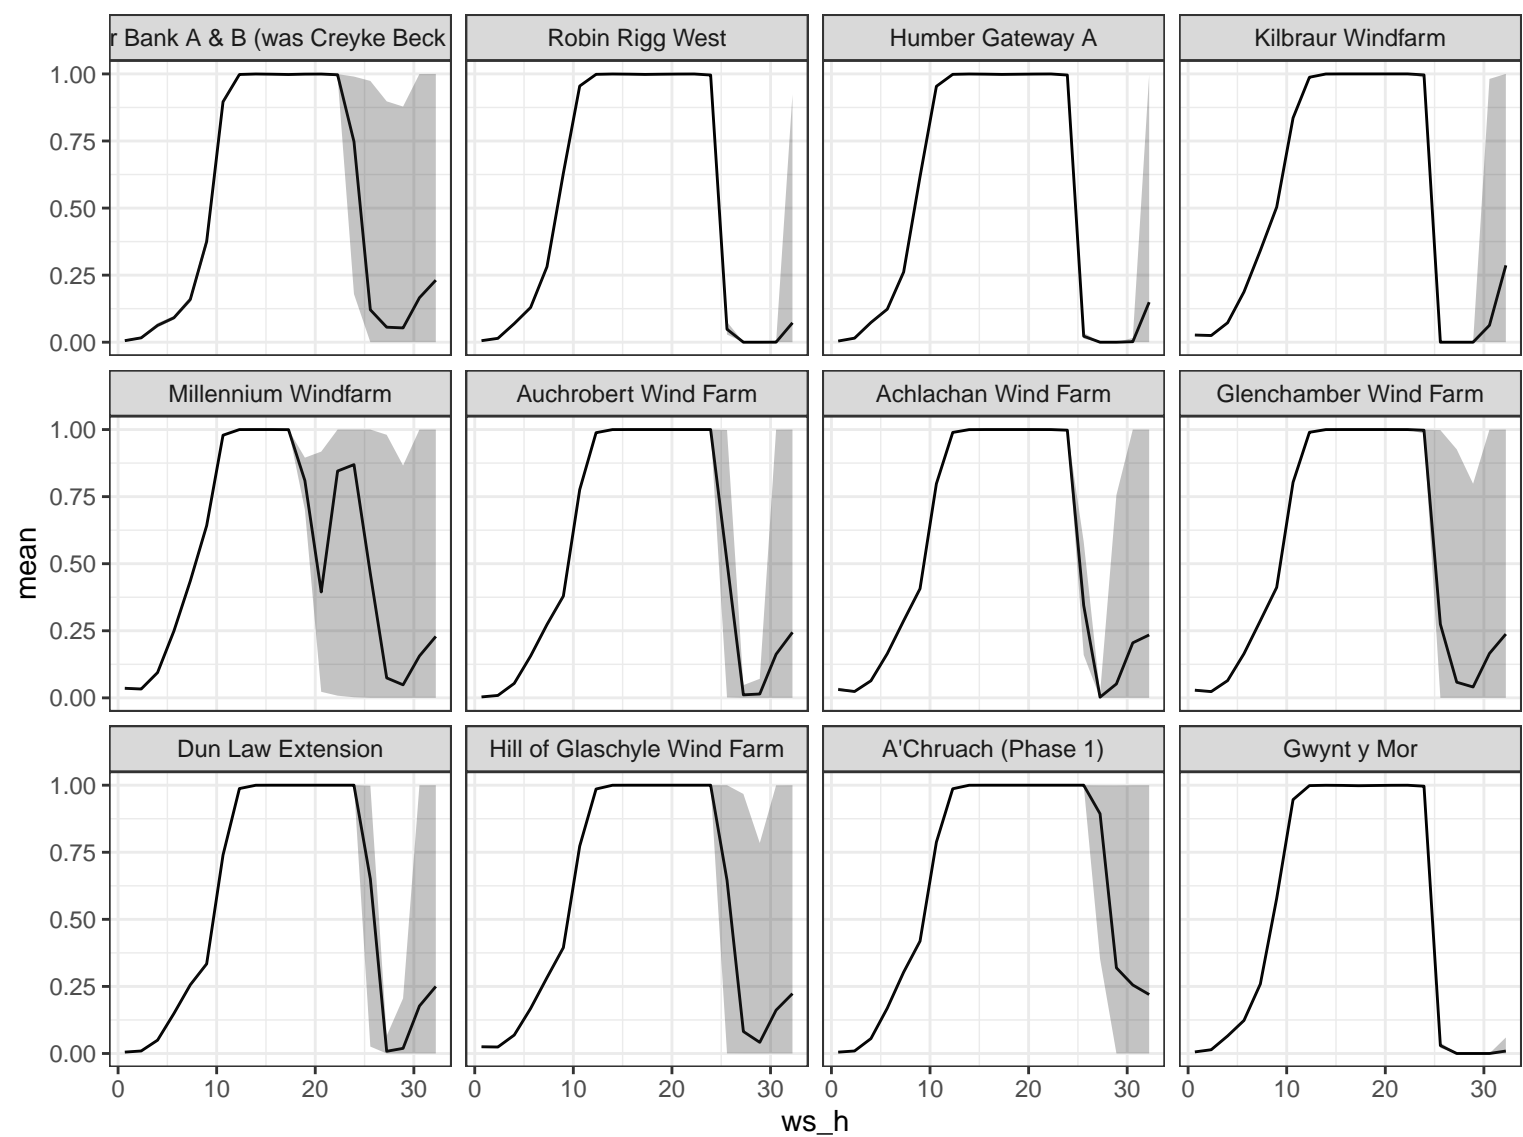 r Bank A & B (was Creyke Beck
Robin Rigg West
Humber Gateway A
Kilbraur Windfarm
1.00
0.75
0.50
0.25
0.00
Millennium Windfarm
Auchrobert Wind Farm
Achlachan Wind Farm
Glenchamber Wind Farm
1.00
0.75
0.50
0.25
0.00
mean
Dun Law Extension
Hill of Glaschyle Wind Farm
A'Chruach (Phase 1)
Gwynt y Mor
1.00
0.75
0.50
0.25
0.00
0 10 20 30
0 10 20 30
0 10 20 30
0 10 20 30
ws_h